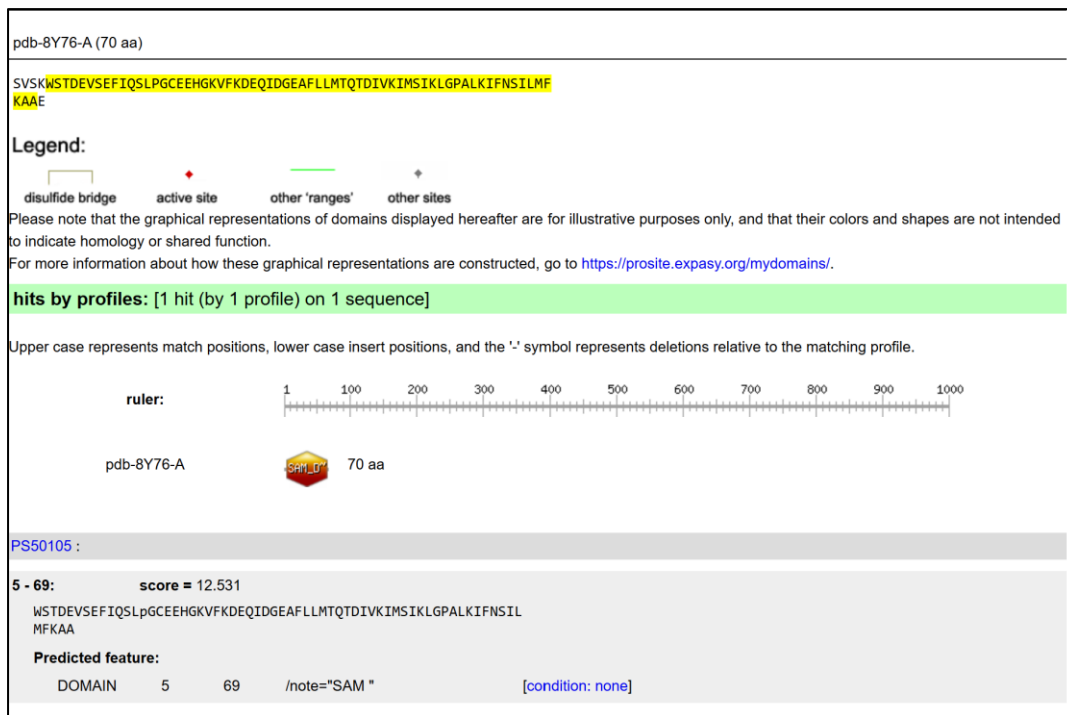 pdb-8Y76-A (70 aa)
SVSKWSTDEVSEFIQSLPGCEEHGKVFKDEQIDGEAFLLMTQTDIVKIMSIKLGPALKIFNSILMF
KAAE
Legend:
disulfide bridge active site other 'ranges' other sites
Please note that the graphical representations of domains displayed hereafter are for illustrative purposes only, and that their colors and shapes are not intended
to indicate homology or shared function.
For more information about how these graphical representations are constructed, go to https://prosite.expasy.org/mydomains/.
hits by profiles: [1 hit (by 1 profile) on 1 sequence]
Upper case represents match positions, lower case insert positions, and the '-' symbol represents deletions relative to the matching profile.
ruler: 1 100 200 300 400 500 600 700 800 900 1000
pdb-8Y76-A 70 aa
PS50105 :
5 - 69: score = 12.531
WSTDEVSEFIQSLpGCEEHGKVFKDEQIDGEAFLLMTQTDIVKIMSIKLGPALKIFNSIL
MFKAA
Predicted feature:
DOMAIN 5 69 /note="SAM " [condition: none]